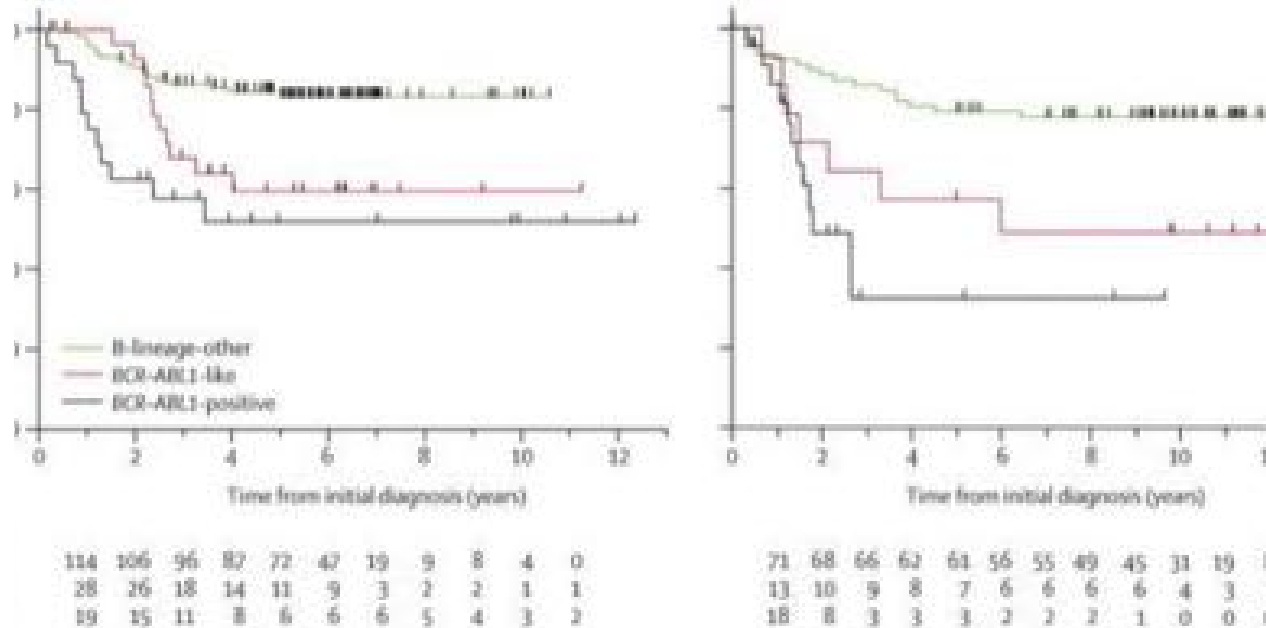 B-lineage-other
BCR-ABL1-like
BCR-ABL1-positive
0 2 4 6 8 10 12
Time from initial diagnosis (years)
114 106 96 87 72 47 19 9 8 4 0
28 26 18 14 11 9 3 2 2 1 1
19 15 11 8 6 6 6 5 4 3 2
0 2 4 6 8 10
Time from initial diagnosis (years)
71 68 66 62 61 56 55 49 45 31 19
13 10 9 8 7 6 6 6 6 4 3
18 8 3 3 3 2 2 2 1 0 0